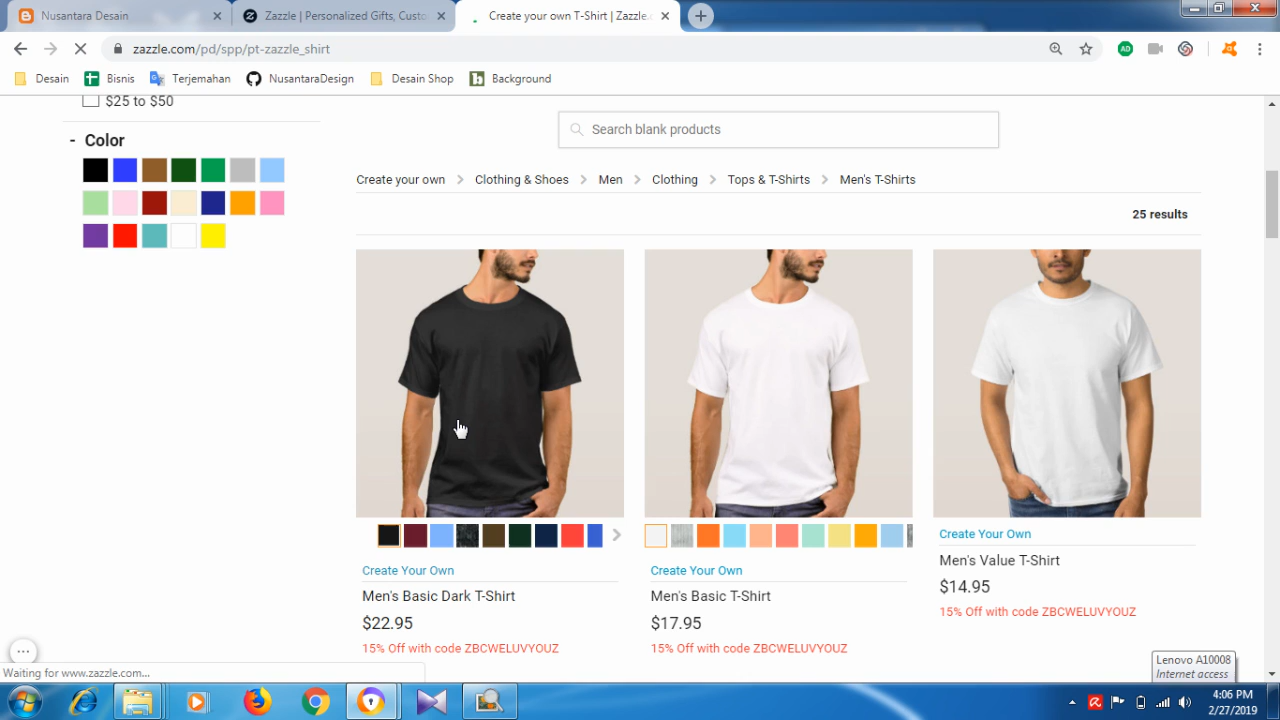 Nusantara Desain
Zazzle | Personalized Gifts, Custo
Create your own T-Shirt | Zazzle.
zazzle.com/pd/spp/pt-zazzle_shirt
AD
Desain
Bisnis
Terjemahan
NusantaraDesign
Desain Shop
Background
$25 to $50
- Color
Search blank products
Create your own
Clothing & Shoes
Men
Clothing
Tops & T-Shirts
Men's T-Shirts
25 results
Create Your Own
Men's Basic Dark T-Shirt
$22.95
15% Off with code ZBCWELUVYOUZ
Create Your Own
Men's Basic T-Shirt
$17.95
15% Off with code ZBCWELUVYOUZ
Create Your Own
Men's Value T-Shirt
$14.95
15% Off with code ZBCWELUVYOUZ
Waiting for www.zazzle.com...
Lenovo A10008
Internet access
4:06 PM
2/27/2019